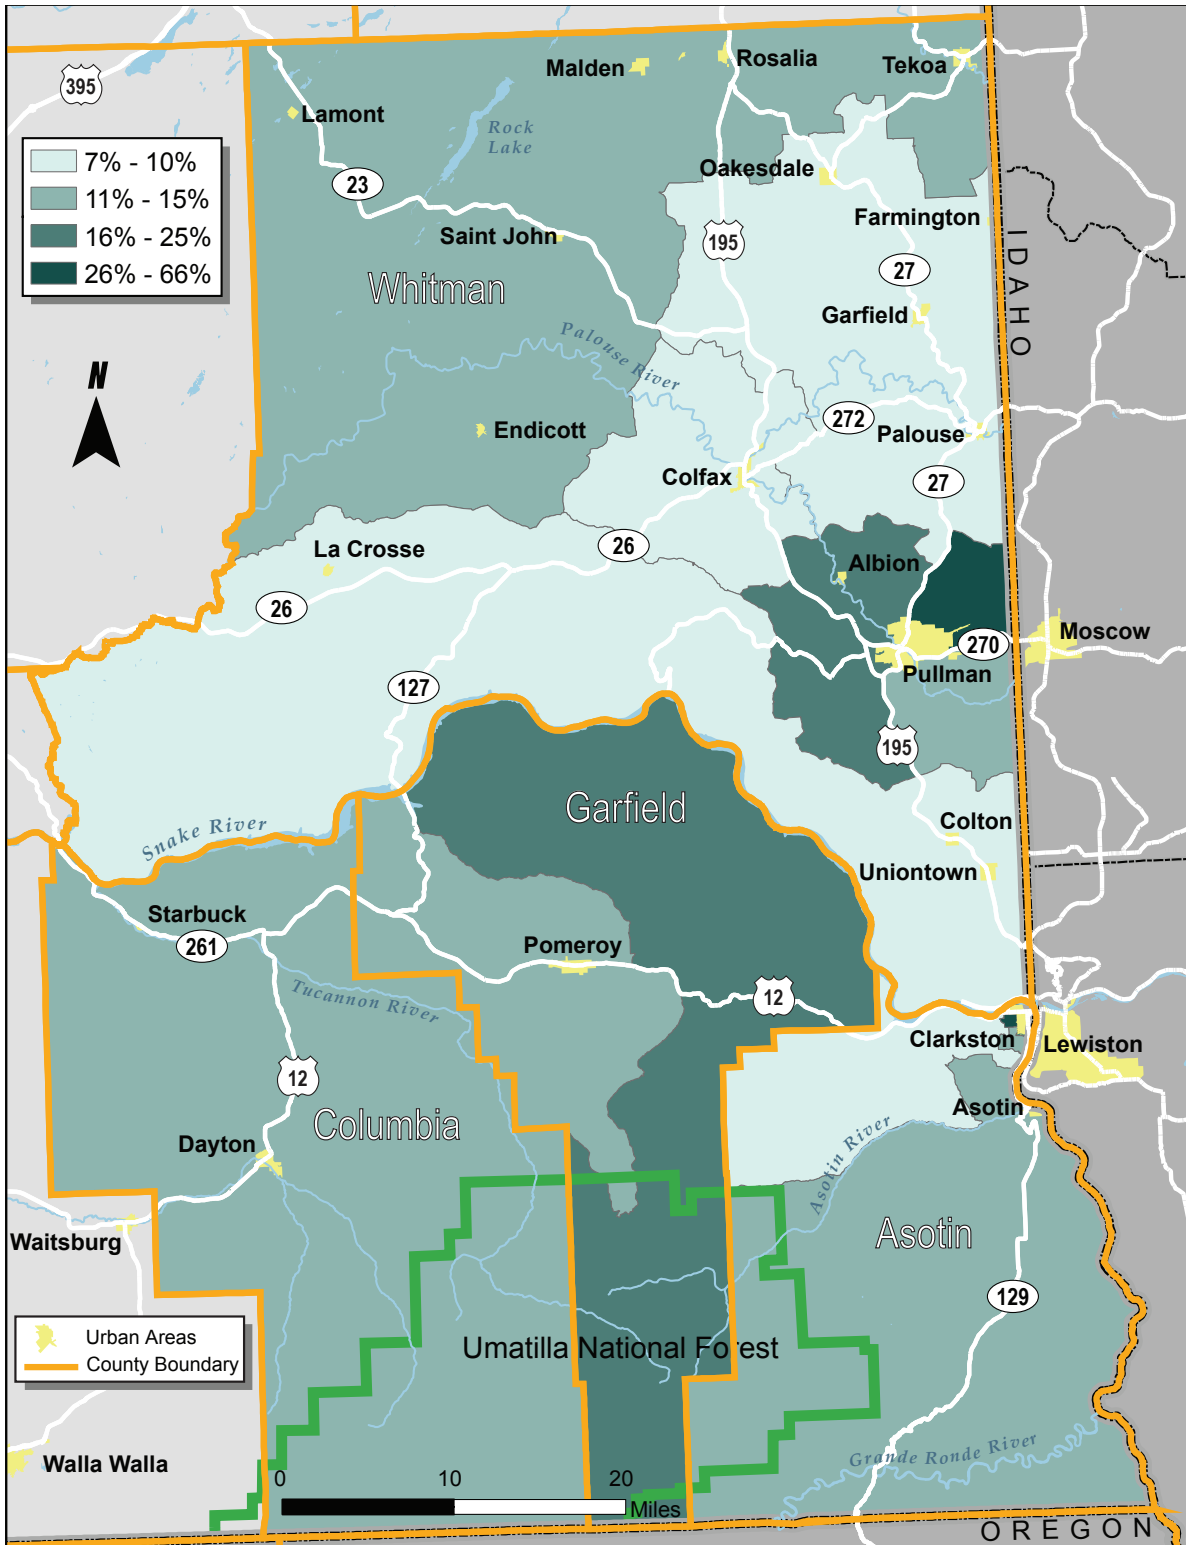 Malden
Rosalia
Tekoa
395
Lamont
Rock
Lake
7% - 10%
11% - 15%
16% - 25%
26% - 66%
23
Oakesdale
Farmington
Saint John
195
IDAHO
27
Whitman
Garfield
Palouse River
N
272
Endicott
Palouse
Colfax
27
26
La Crosse
Albion
26
Moscow
270
Pullman
127
195
Garfield
Snake River
Colton
Uniontown
Starbuck
261
Pomeroy
Tucannon River
12
Clarkston
Lewiston
12
Asotin
Columbia
Dayton
Asotin River
Waitsburg
Asotin
129
Urban Areas
County Boundary
Umatilla National Forest
Grande Ronde River
Walla Walla
0 10 20
Miles
OREGON